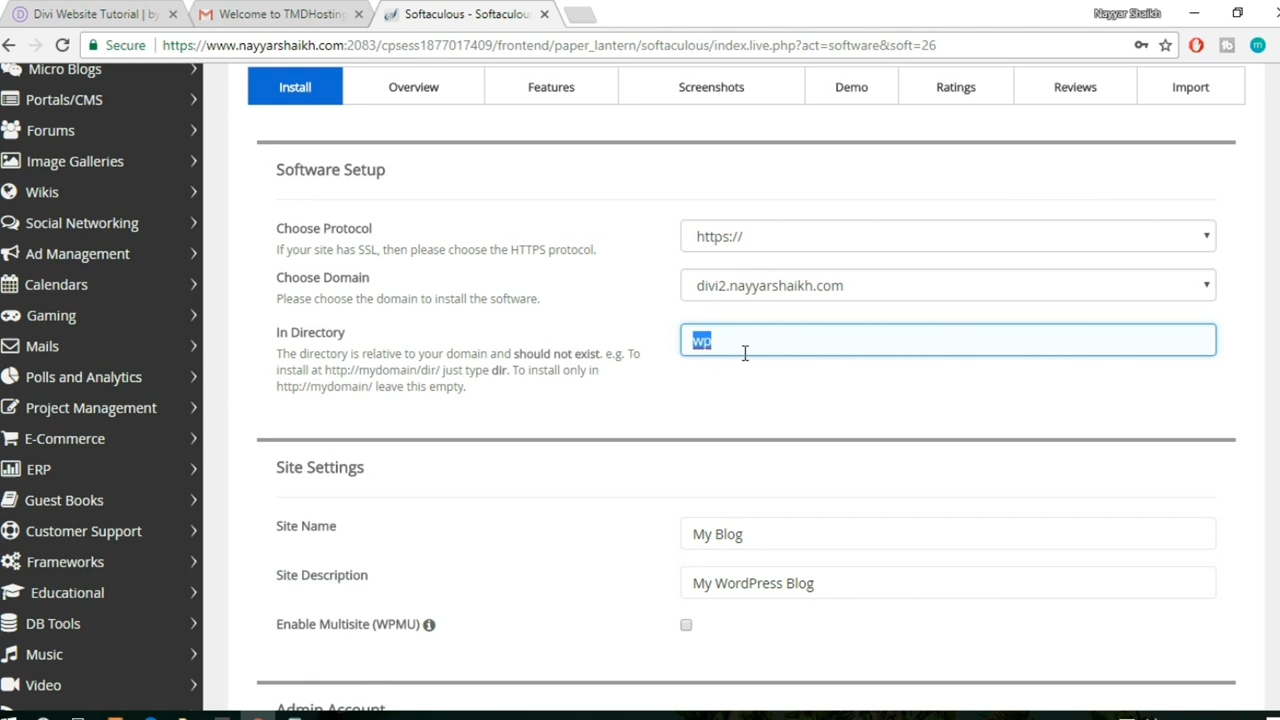 Divi Website Tutorial | by
Welcome to TMDHosting
Softaculous - Softaculou
Nayyar Shaikh
Secure
https://www.nayyarshaikh.com:2083/cpsess1877017409/frontend/paper_lantern/softaculous/index.live.php?act=software&soft=26
Micro Blogs
Portals/CMS
Forums
Image Galleries
Wikis
Social Networking
Ad Management
Calendars
Gaming
Mails
Polls and Analytics
Project Management
E-Commerce
ERP
Guest Books
Customer Support
Frameworks
Educational
DB Tools
Music
Video
Install
Overview
Features
Screenshots
Demo
Ratings
Reviews
Import
Software Setup
Choose Protocol
If your site has SSL, then please choose the HTTPS protocol.
https://
Choose Domain
Please choose the domain to install the software.
divi2.nayyarshaikh.com
In Directory
The directory is relative to your domain and should not exist. e.g. To
install at http://mydomain/dir/ just type dir. To install only in
http://mydomain/ leave this empty.
wp
Site Settings
Site Name
My Blog
Site Description
My WordPress Blog
Enable Multisite (WPMU)
Admin Account